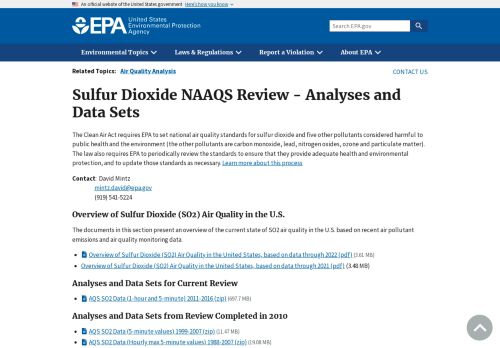 An official website of the United States government Here's how you know
EPA United States
Environmental Protection
Agency
Search EPA.gov
Environmental Topics Laws & Regulations Report a Violation About EPA
Related Topics: Air Quality Analysis
CONTACT US
Sulfur Dioxide NAAQS Review - Analyses and
Data Sets
The Clean Air Act requires EPA to set national air quality standards for sulfur dioxide and five other pollutants considered harmful to
public health and the environment (the other pollutants are carbon monoxide, lead, nitrogen oxides, ozone and particulate matter).
The law also requires EPA to periodically review the standards to ensure that they provide adequate health and environmental
protection, and to update those standards as necessary. Learn more about this process
Contact: David Mintz
mintz.david@epa.gov
(919) 541-5224
Overview of Sulfur Dioxide (SO2) Air Quality in the U.S.
The documents in this section present an overview of the current state of SO2 air quality in the U.S. based on recent air pollutant
emissions and air quality monitoring data.
Overview of Sulfur Dioxide (SO2) Air Quality in the United States, based on data through 2022 (pdf) (3.61 MB)
Overview of Sulfur Dioxide (SO2) Air Quality in the United States, based on data through 2021 (pdf) (3.48 MB)
Analyses and Data Sets for Current Review
AQS SO2 Data (1-hour and 5-minute) 2011-2016 (zip) (697.7 MB)
Analyses and Data Sets from Review Completed in 2010
AQS SO2 Data (5-minute values) 1999-2007 (zip) (11.47 MB)
AQS SO2 Data (Hourly max 5-minute values) 1988-2007 (zip) (19.08 MB)